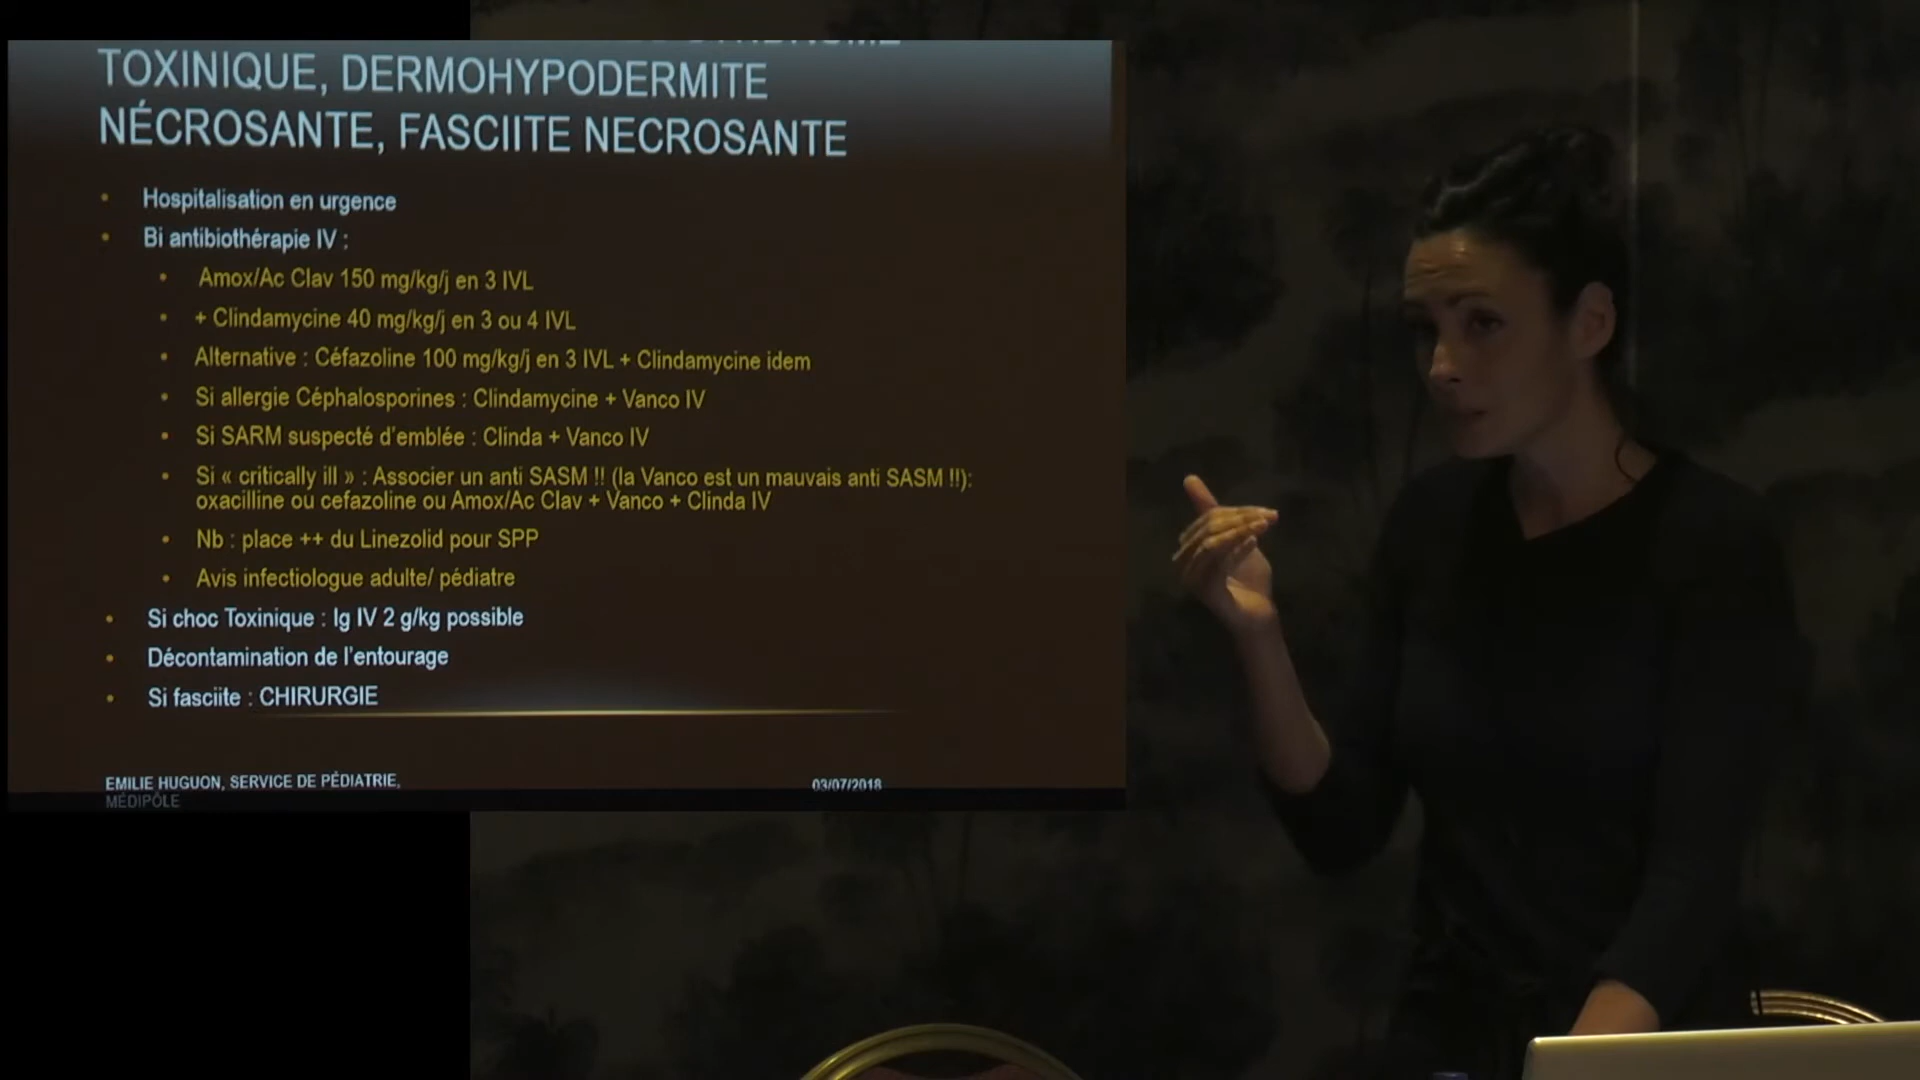 TOXINIQUE, DERMOHYPODERMITE
NÉCROSANTE, FASCIITE NECROSANTE
• Hospitalisation en urgence
• Bi antibiothérapie IV :
• Amox/Ac Clav 150 mg/kg/j en 3 IVL
• + Clindamycine 40 mg/kg/j en 3 ou 4 IVL
• Alternative : Céfazoline 100 mg/kg/j en 3 IVL + Clindamycine idem
• Si allergie Céphalosporines : Clindamycine + Vanco IV
• Si SARM suspecté d'emblée : Clinda + Vanco IV
• Si « critically ill » : Associer un anti SASM !! (la Vanco est un mauvais anti SASM !!):
oxacilline ou cefazoline ou Amox/Ac Clav + Vanco + Clinda IV
• Nb : place ++ du Linezolid pour SPP
• Avis infectiologue adulte/ pédiatre
• Si choc Toxinique : Ig IV 2 g/kg possible
• Décontamination de l'entourage
• Si fasciite : CHIRURGIE
EMILIE HUGUON, SERVICE DE PÉDIATRIE,
MÉDIPÔLE
03/07/2018